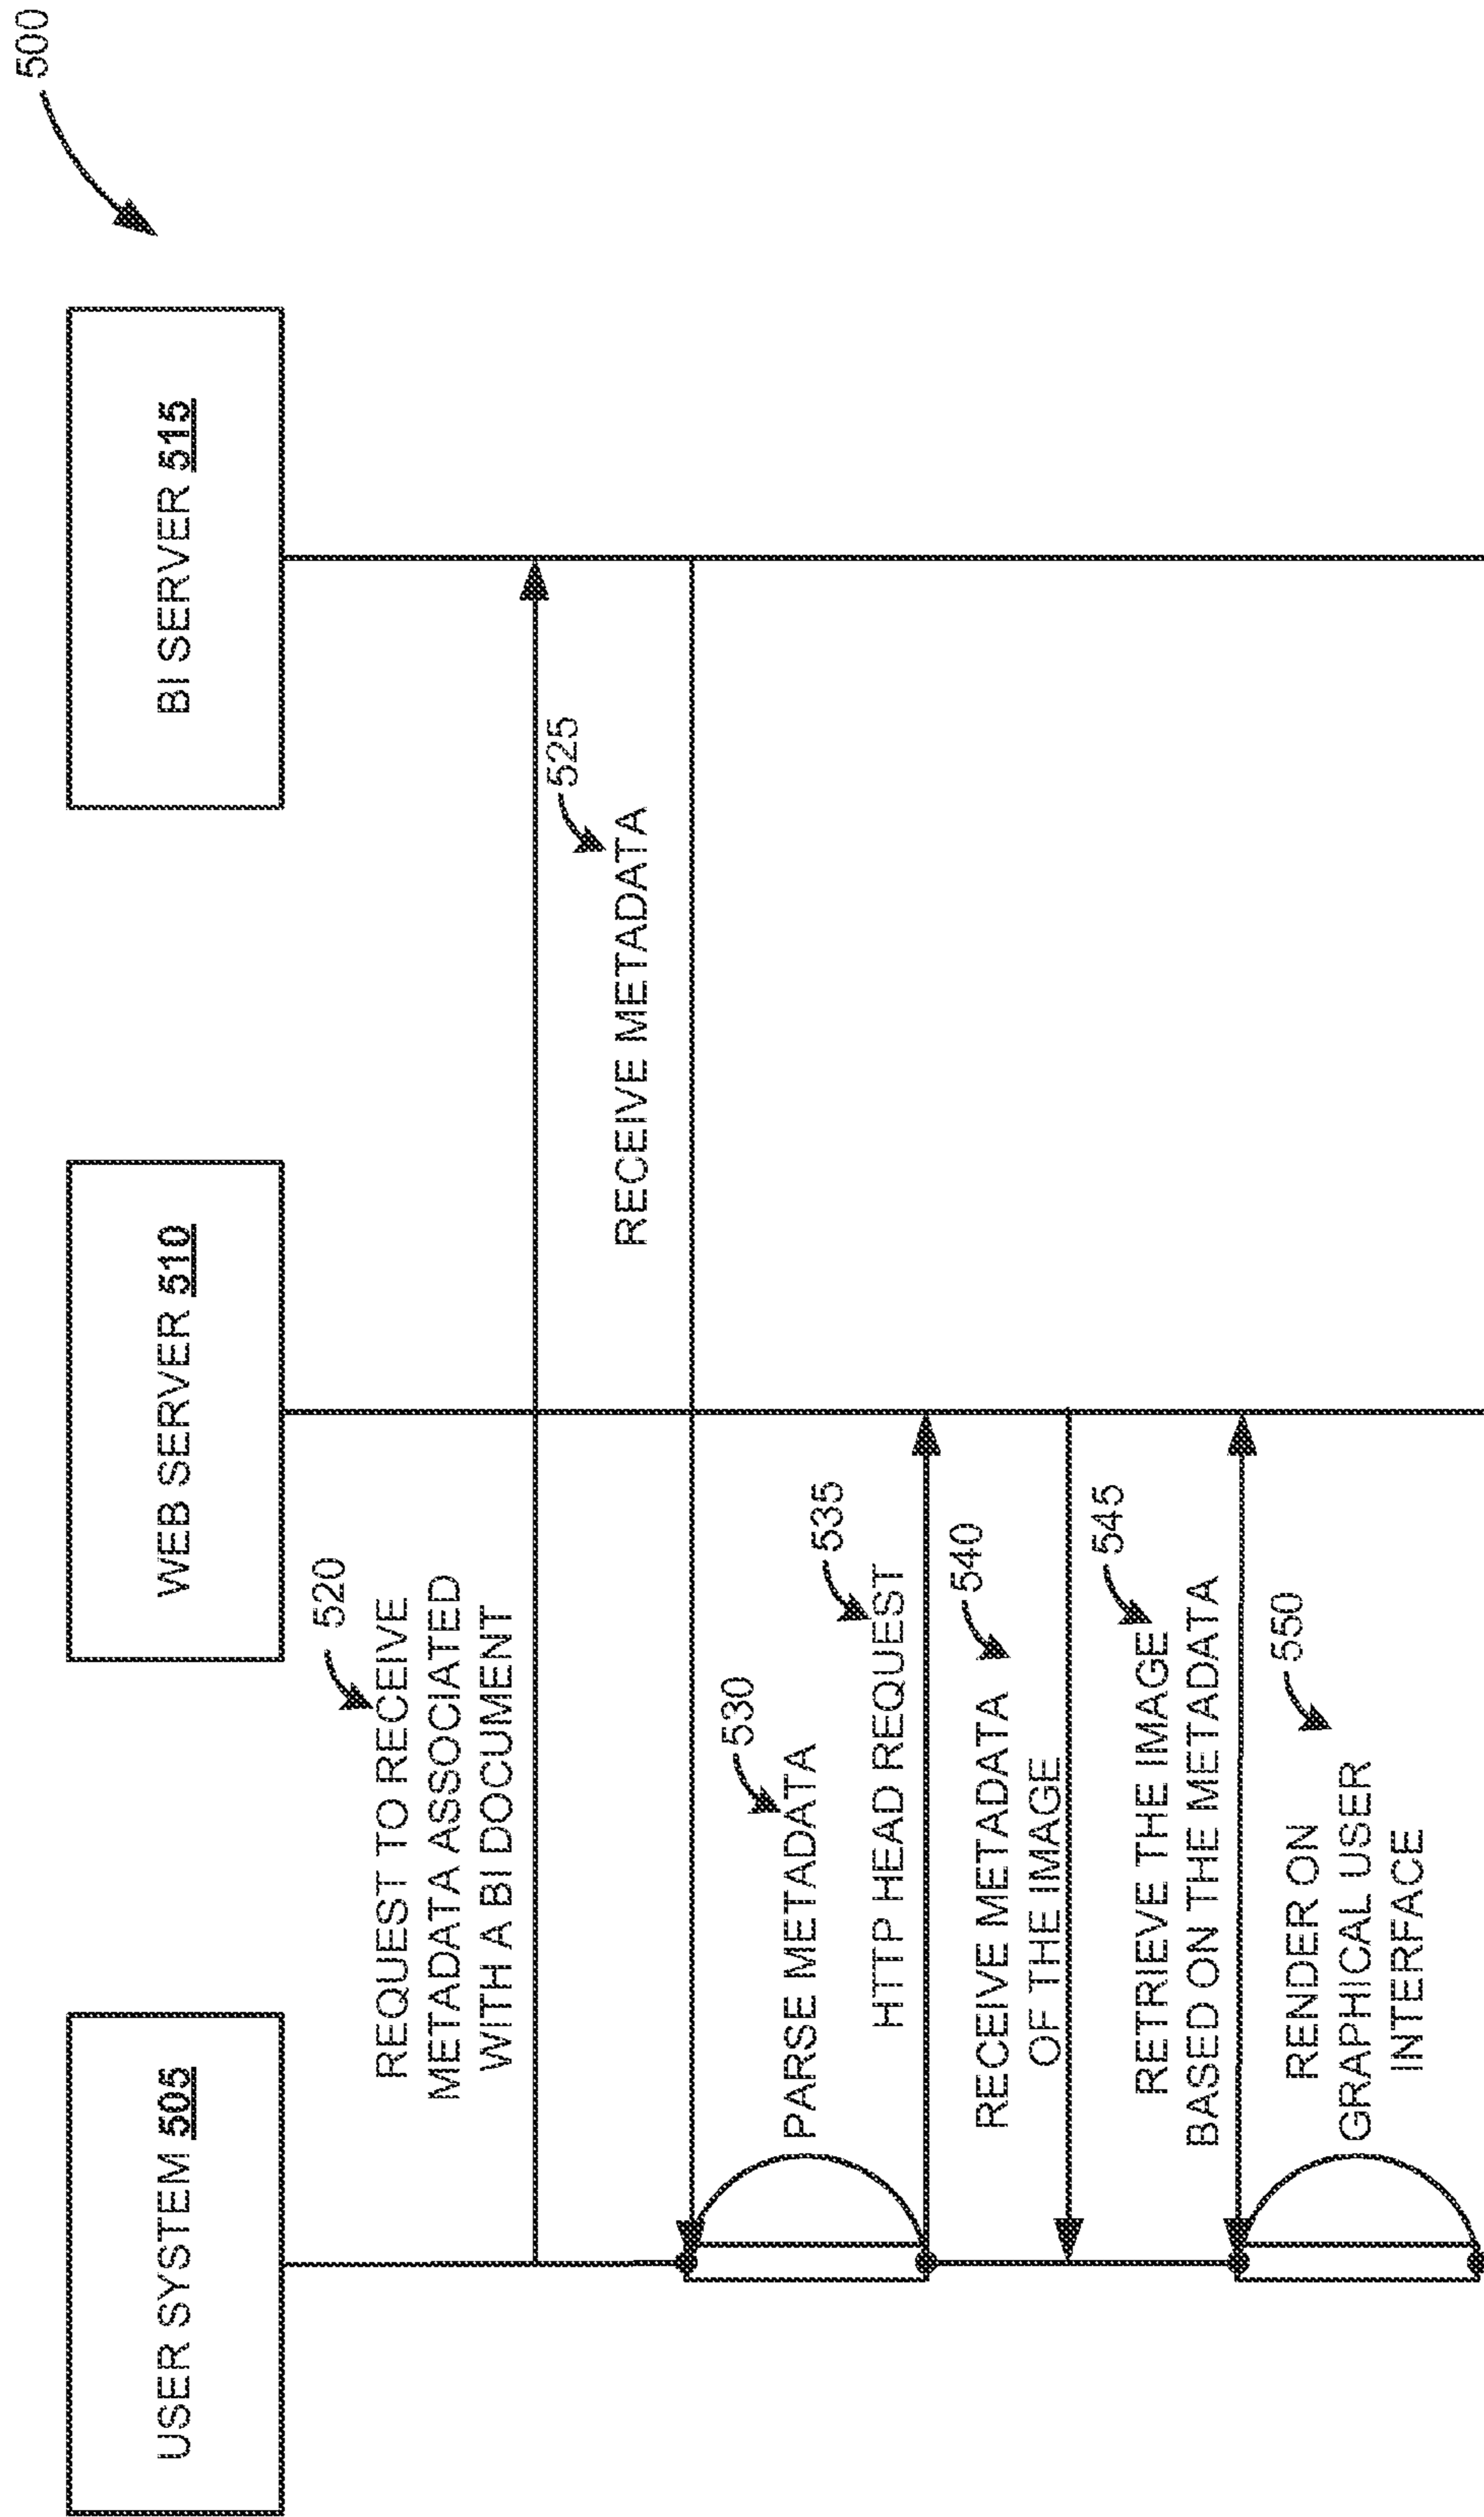 500
USER SYSTEM 505
WEB SERVER 510
BI SERVER 515
520
REQUEST TO RECEIVE
METADATA ASSOCIATED
WITH A BI DOCUMENT
525
RECEIVE METADATA
530
PARSE METADATA
535
HTTP HEAD REQUEST
540
RECEIVE METADATA
OF THE IMAGE
545
RETRIEVE THE IMAGE
BASED ON THE METADATA
550
RENDER ON
GRAPHICAL USER
INTERFACE